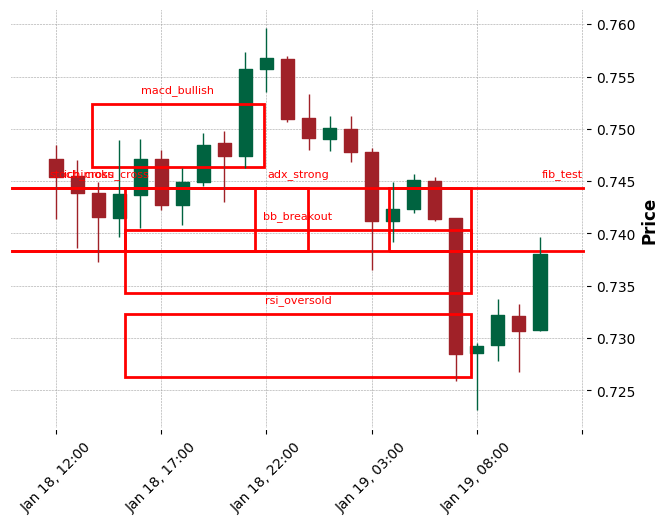 0.760
0.755
macd_bullish
0.750
adx_strong
fib_test
0.745
bb_breakout
0.740
Price
0.735
rsi_oversold
0.730
0.725
Jan 18, 12:00
Jan 18, 17:00
Jan 18, 22:00
Jan 19, 03:00
Jan 19, 08:00